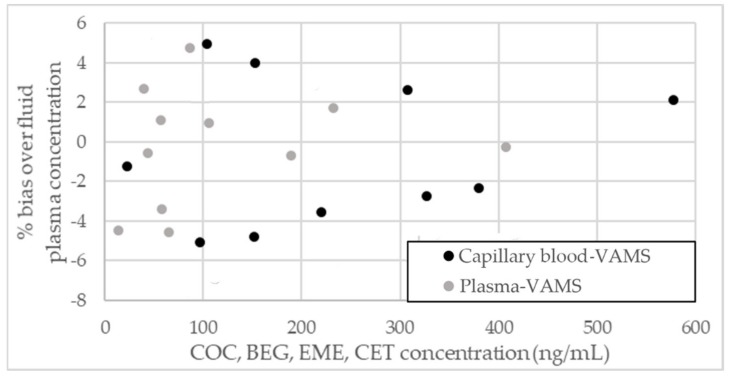 6
4
2
0
-2
-4
-6
-8
% bias over fluid
plasma concentration
Capillary blood-VAMS
Plasma-VAMS
0 100 200 300 400 500 600
COC, BEG, EME, CET concentration (ng/mL)